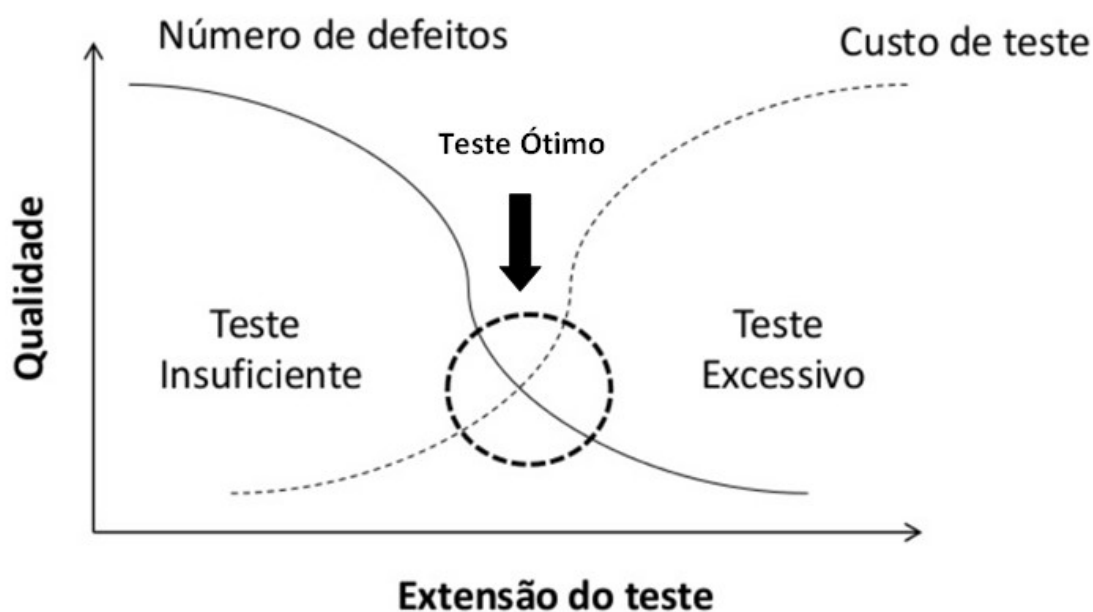 Número de defeitos
Custo de teste
Teste Ótimo
Qualidade
Teste
Insuficiente
Teste
Excessivo
Extensão do teste